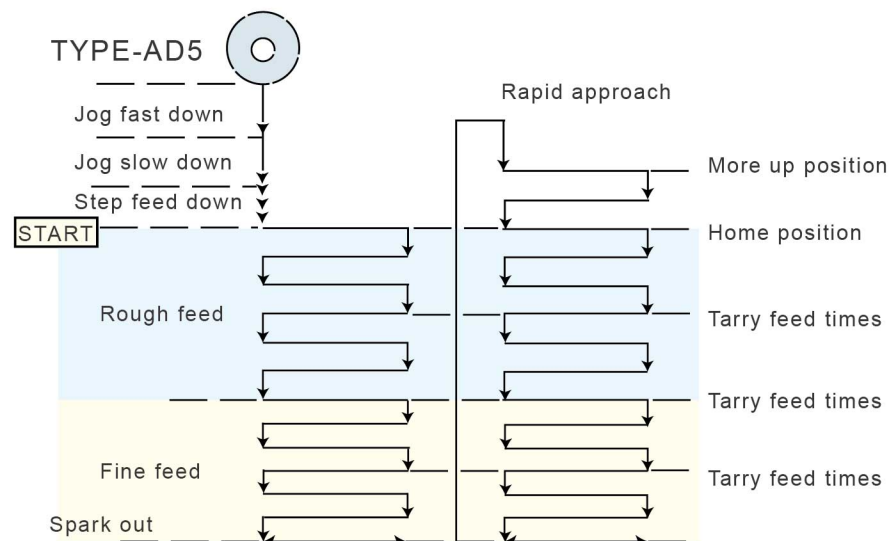 TYPE-AD5
Rapid approach
Jog fast down
Jog slow down
More up position
Step feed down
START
Home position
Rough feed
Tarry feed times
Tarry feed times
Fine feed
Tarry feed times
Spark out